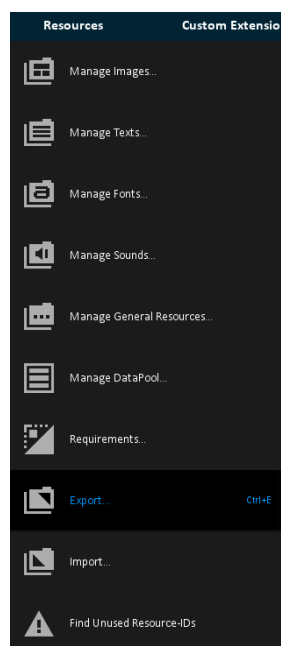 Resources Custom Extensio
Manage Images...
Manage Texts...
Manage Fonts...
Manage Sounds...
Manage General Resources...
Manage DataPool...
Requirements...
Export... Ctrl+E
Import...
Find Unused Resource-IDs